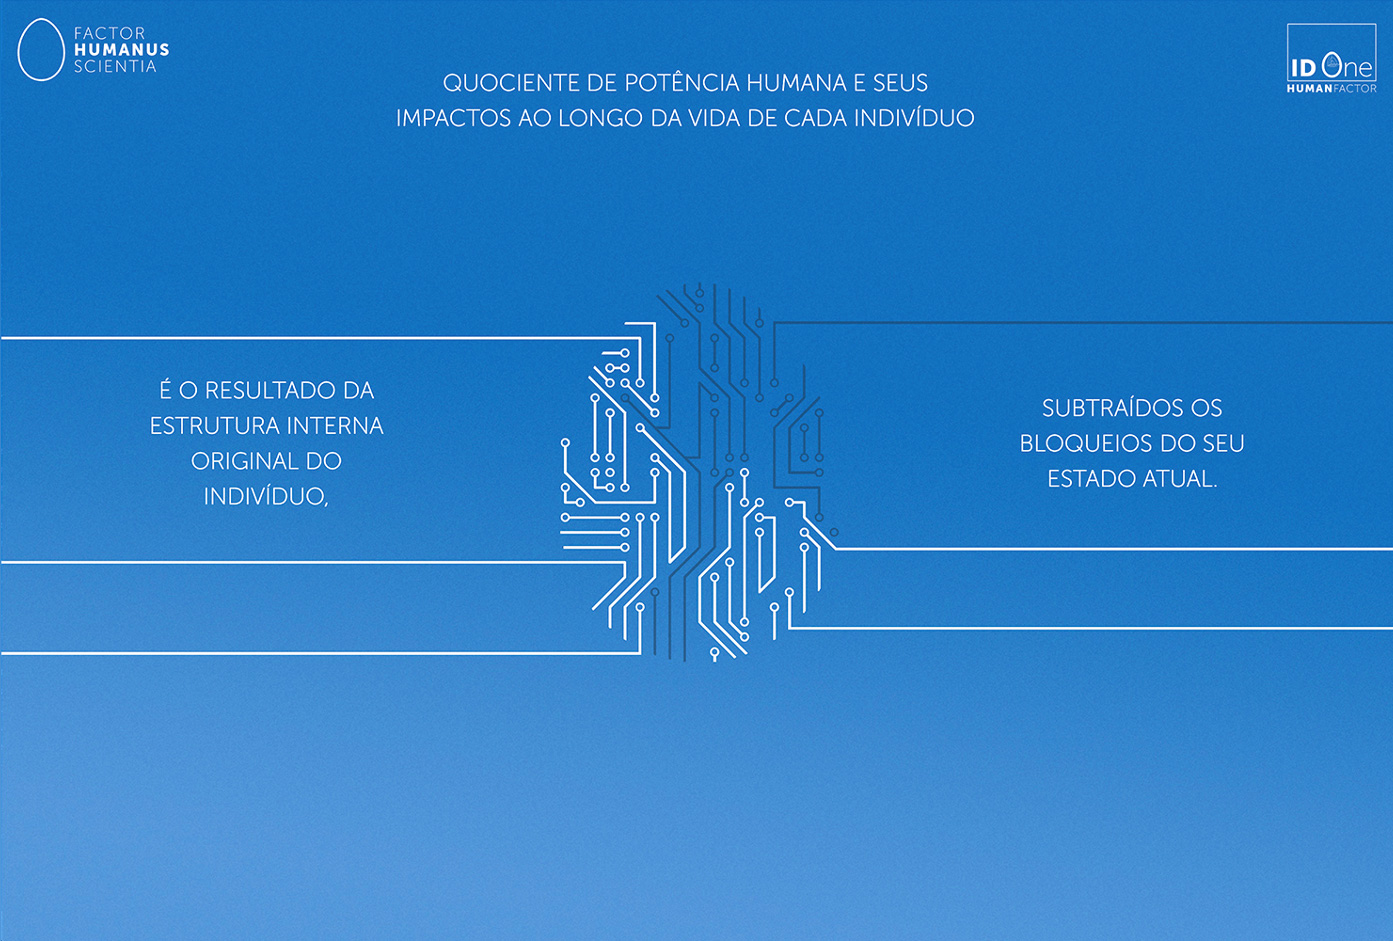 FACTOR
HUMANUS
SCIENTIA
ID One
HUMANFACTOR
QUOCIENTE DE POTÊNCIA HUMANA E SEUS
IMPACTOS AO LONGO DA VIDA DE CADA INDIVÍDUO
É O RESULTADO DA
ESTRUTURA INTERNA
ORIGINAL DO
INDIVÍDUO,
SUBTRAÍDOS OS
BLOQUEIOS DO SEU
ESTADO ATUAL.